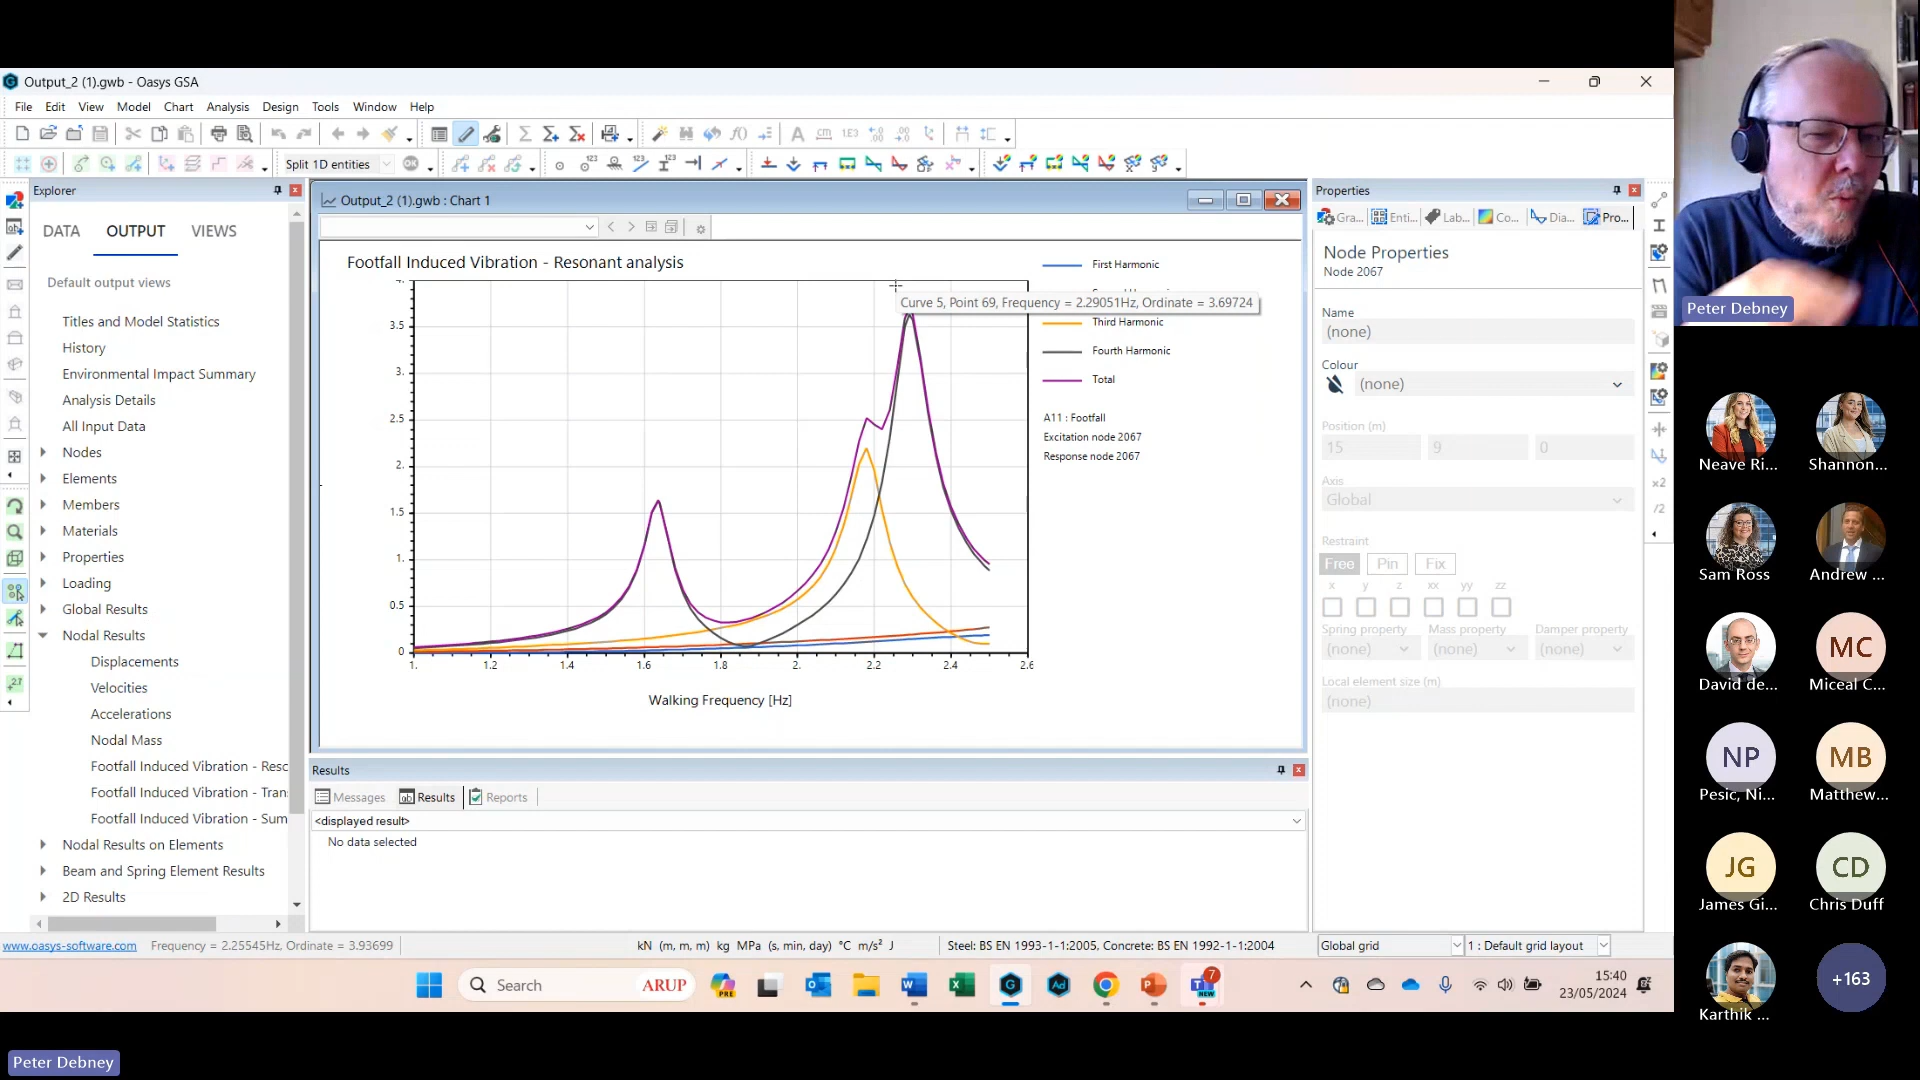 Output_2 (1).gwb - Oasys GSA
File Edit View Model Chart Analysis Design Tools Window Help
Split 1D entities
Explorer
DATA OUTPUT VIEWS
Default output views
Titles and Model Statistics
History
Environmental Impact Summary
Analysis Details
All Input Data
Nodes
Elements
Members
Materials
Properties
Loading
Global Results
Nodal Results
Displacements
Velocities
Accelerations
Nodal Mass
Footfall Induced Vibration - Resc
Footfall Induced Vibration - Tran
Footfall Induced Vibration - Sum
Nodal Results on Elements
Beam and Spring Element Results
2D Results
Output_2 (1).gwb : Chart 1
Footfall Induced Vibration - Resonant analysis
4.
3.5
3.
2.5
2.
1.5
1.
0.5
0
1. 1.2 1.4 1.6 1.8 2. 2.2 2.4 2.6
Walking Frequency [Hz]
First Harmonic
Curve 5, Point 69, Frequency = 2.29051Hz, Ordinate = 3.69724
Third Harmonic
Fourth Harmonic
Total
A11 : Footfall
Excitation node 2067
Response node 2067
Results
Messages Results Reports
<displayed result>
No data selected
Properties
Gra... Enti... Lab... Co... Dia... Pro...
Node Properties
Node 2067
Name
(none)
Colour
(none)
Position (m)
15 9 0
Axis
Global
Restraint
Free Pin Fix
x y z xx yy zz
Spring property Mass property Damper property
(none) (none) (none)
Local element size (m)
(none)
www.oasys-software.com Frequency = 2.25545Hz, Ordinate = 3.93699
kN (m, m, m) kg MPa (s, min, day) °C m/s² J
Steel: BS EN 1993-1-1:2005, Concrete: BS EN 1992-1-1:2004
Global grid
1 : Default grid layout
Search ARUP
15:40
23/05/2024
Peter Debney
Neave Ri... Shannon...
Sam Ross Andrew ...
David de... MC Miceal C...
NP Pesic, Ni... MB Matthew...
JG James Gi... CD Chris Duff
Karthik ... +163
Peter Debney